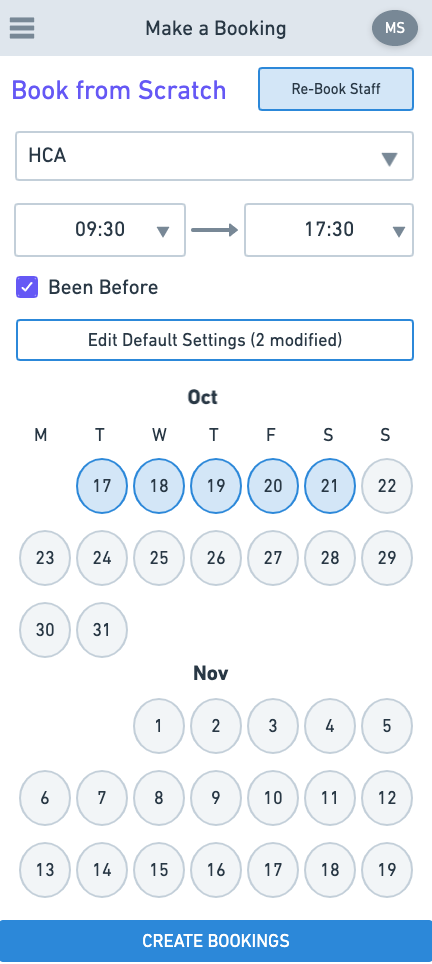 Make a Booking MS
Book from Scratch Re-Book Staff
HCA
09:30 17:30
Been Before
Edit Default Settings (2 modified)
Oct
M T W T F S S
17 18 19 20 21 22
23 24 25 26 27 28 29
30 31
Nov
1 2 3 4 5
6 7 8 9 10 11 12
13 14 15 16 17 18 19
CREATE BOOKINGS